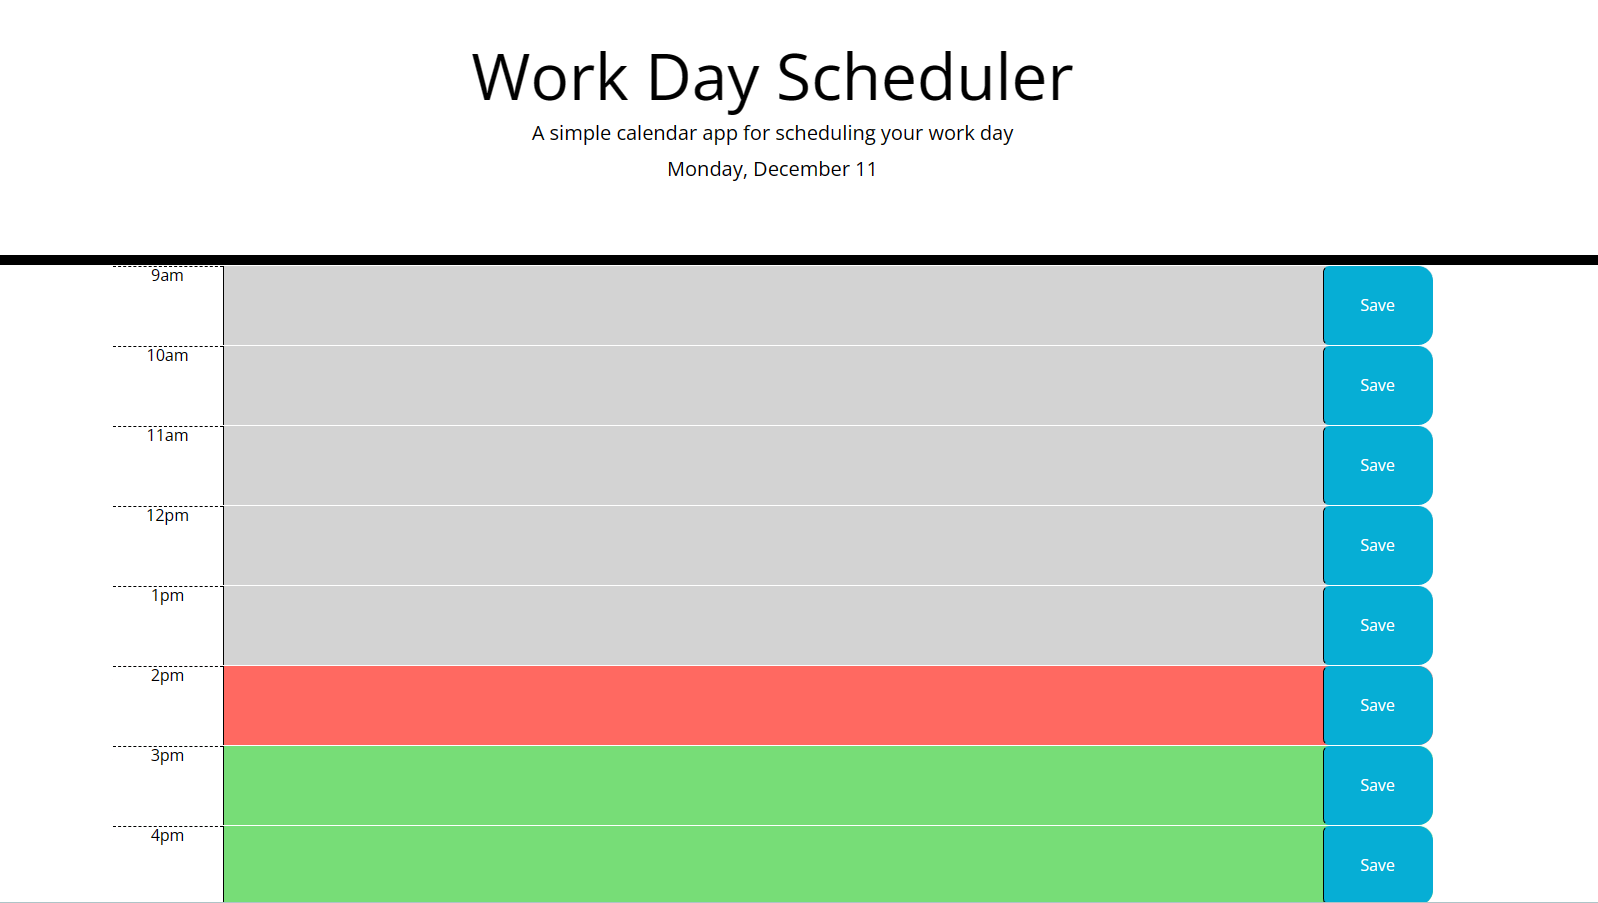 Work Day Scheduler
A simple calendar app for scheduling your work day
Monday, December 11
9am
Save
10am
Save
11am
Save
12pm
Save
1pm
Save
2pm
Save
3pm
Save
4pm
Save